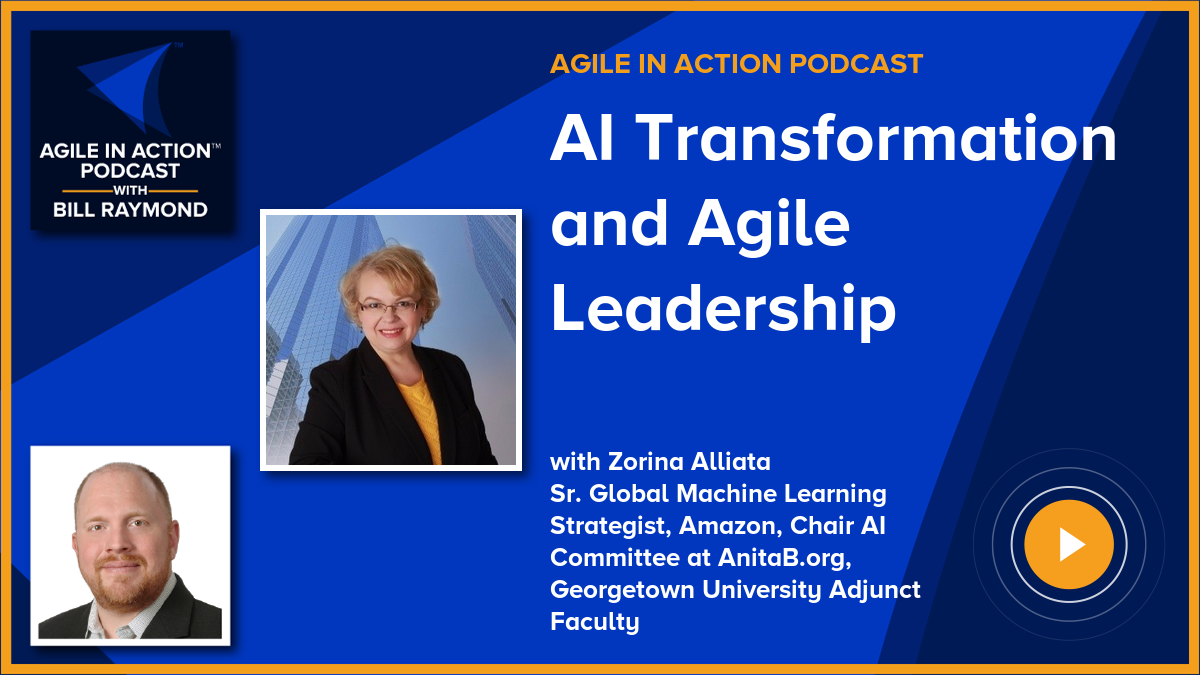 AGILE IN ACTION™
PODCAST
WITH
BILL RAYMOND
AGILE IN ACTION PODCAST
AI Transformation
and Agile
Leadership
with Zorina Alliata
Sr. Global Machine Learning
Strategist, Amazon, Chair AI
Committee at AnitaB.org,
Georgetown University Adjunct
Faculty